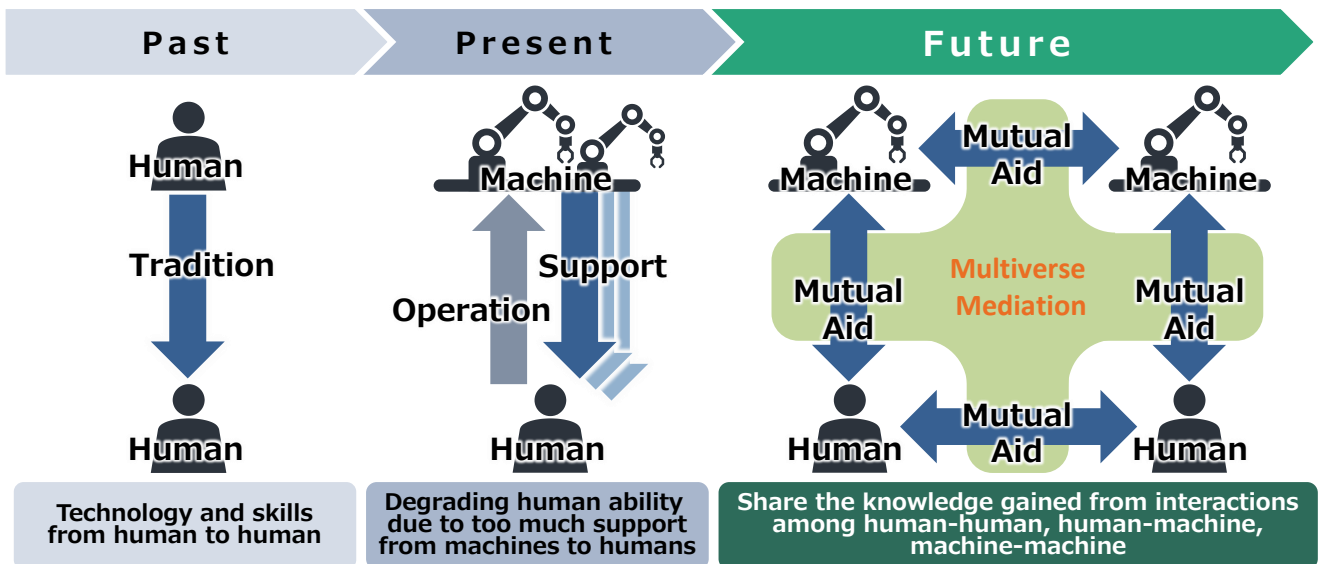 Past
Present
Future
Human
Tradition
Human
Technology and skills
from human to human
Machine
Support
Operation
Human
Degrading human ability
due to too much support
from machines to humans
Machine
Mutual
Aid
Machine
Mutual
Aid
Multiverse
Mediation
Mutual
Aid
Human
Mutual
Aid
Human
Share the knowledge gained from interactions
among human-human, human-machine,
machine-machine